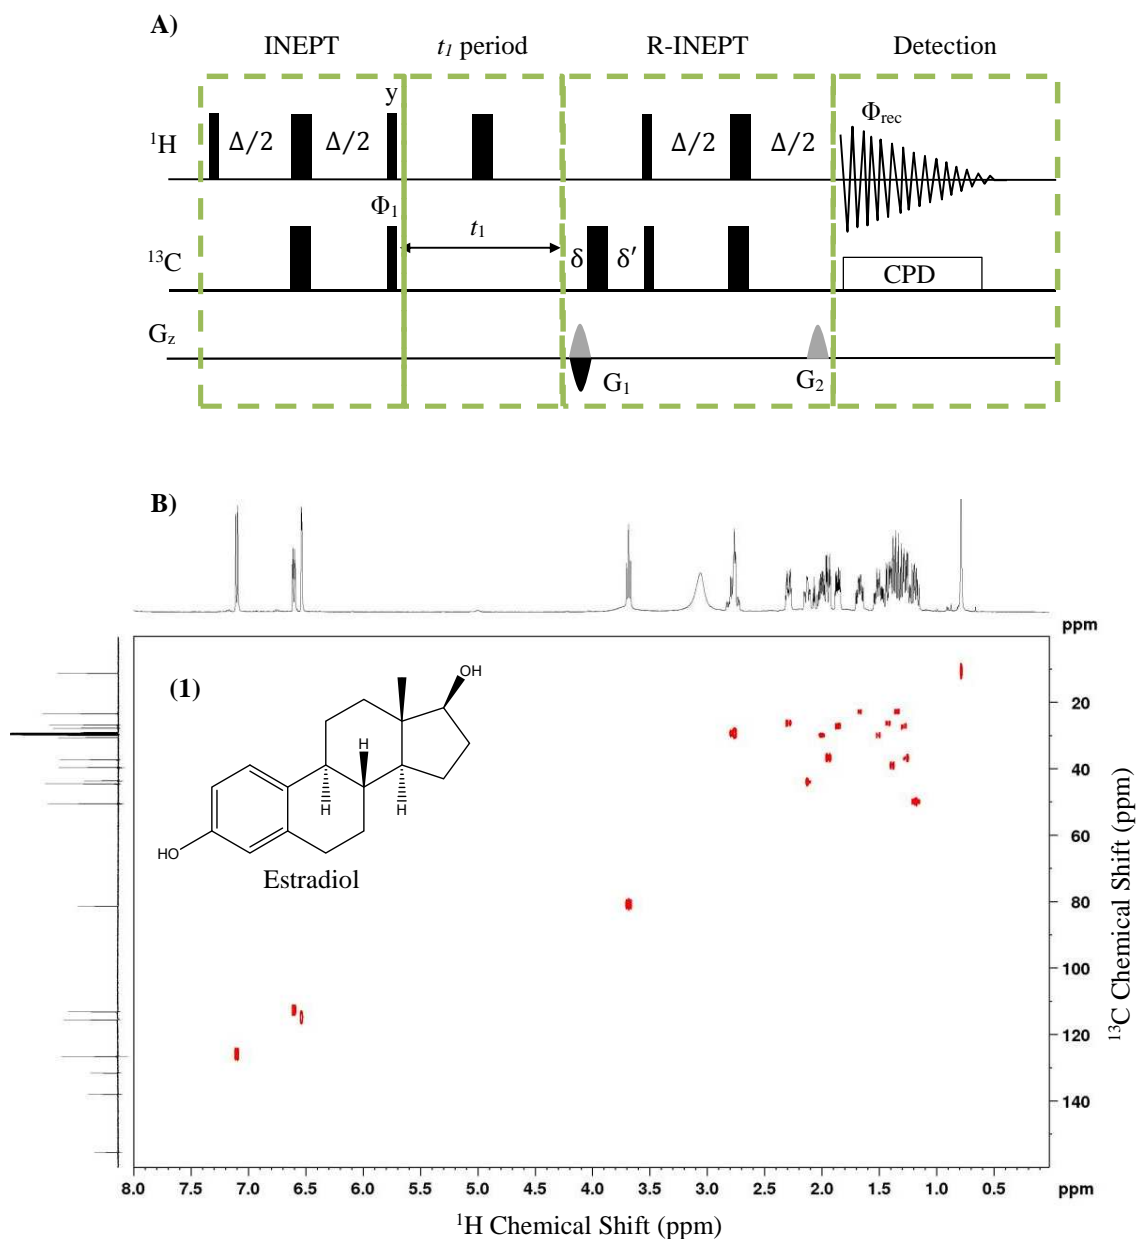 A)
INEPT
t₁ period
R-INEPT
Detection
y
Φrec
¹H
Δ/2
Δ/2
Δ/2
Δ/2
Φ₁
t₁
¹³C
δ
δ′
CPD
Gz
G₁
G₂
B)
ppm
(1)
OH
H
H
H
HO
Estradiol
20
40
60
80
100
120
140
¹³C Chemical Shift (ppm)
8.0 7.5 7.0 6.5 6.0 5.5 5.0 4.5 4.0 3.5 3.0 2.5 2.0 1.5 1.0 0.5 ppm
¹H Chemical Shift (ppm)